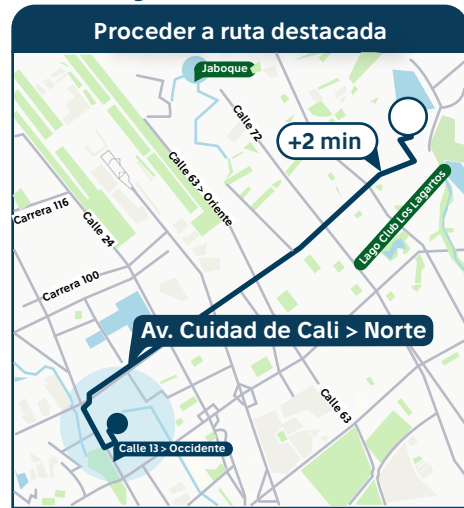 Proceder a ruta destacada
Jaboque
Calle 72
+2 min
Calle 63 > Oriente
Lago Club Los Lagartos
Carrera 116
Calle 24
Carrera 100
Av. Cuidad de Cali > Norte
Calle 63
Calle 13 > Occidente